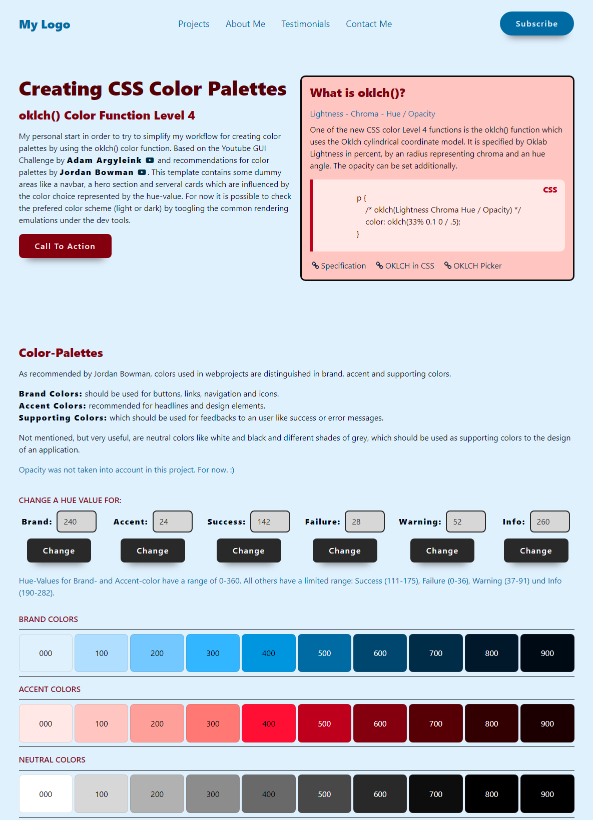 My Logo
Projects About Me Testimonials Contact Me
Subscribe
Creating CSS Color Palettes
oklch() Color Function Level 4
My personal start in order to try to simplify my workflow for creating color
palettes by using the oklch() color function. Based on the Youtube GUI
Challenge by Adam Argyleink and recommendations for color
palettes by Jordan Bowman . This template contains some dummy
areas like a navbar, a hero section and serveral cards which are influenced by
the color choice represented by the hue-value. For now it is possible to check
the prefered color scheme (light or dark) by toogling the common rendering
emulations under the dev tools.
Call To Action
What is oklch()?
Lightness - Chroma - Hue / Opacity
One of the new CSS color Level 4 functions is the oklch() function which
uses the Oklch cylindrical coordinate model. It is specified by Oklab
Lightness in percent, by an radius representing chroma and an hue
angle. The opacity can be set additionally.
CSS
p {
/* oklch(Lightness Chroma Hue / Opacity) */
color: oklch(33% 0.1 0 / .5);
}
Specification OKLCH in CSS OKLCH Picker
Color-Palettes
As recommended by Jordan Bowman, colors used in webprojects are distinguished in brand, accent and supporting colors.
Brand Colors: should be used for buttons, links, navigation and icons.
Accent Colors: recommended for headlines and design elements.
Supporting Colors: which should be used for feedbacks to an user like success or error messages.
Not mentioned, but very useful, are neutral colors like white and black and different shades of grey, which should be used as supporting colors to the design
of an application.
Opacity was not taken into account in this project. For now. :)
CHANGE A HUE VALUE FOR:
Brand: 240 Accent: 24 Success: 142 Failure: 28 Warning: 52 Info: 260
Change Change Change Change Change Change
Hue-Values for Brand- and Accent-color have a range of 0-360. All others have a limited range: Success (111-175), Failure (0-36), Warning (37-91) und Info
(190-282).
BRAND COLORS
000 100 200 300 400 500 600 700 800 900
ACCENT COLORS
000 100 200 300 400 500 600 700 800 900
NEUTRAL COLORS
000 100 200 300 400 500 600 700 800 900